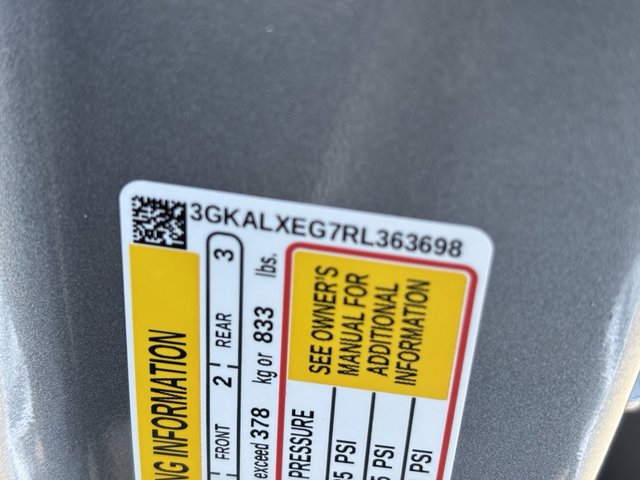 3GKALXEG7RL363698
INFORMATION
FRONT 2 REAR 3
exceed 378 kg or 833 lbs.
SEE OWNER'S
MANUAL FOR
ADDITIONAL
INFORMATION
PRESSURE
PSI
PSI
PSI